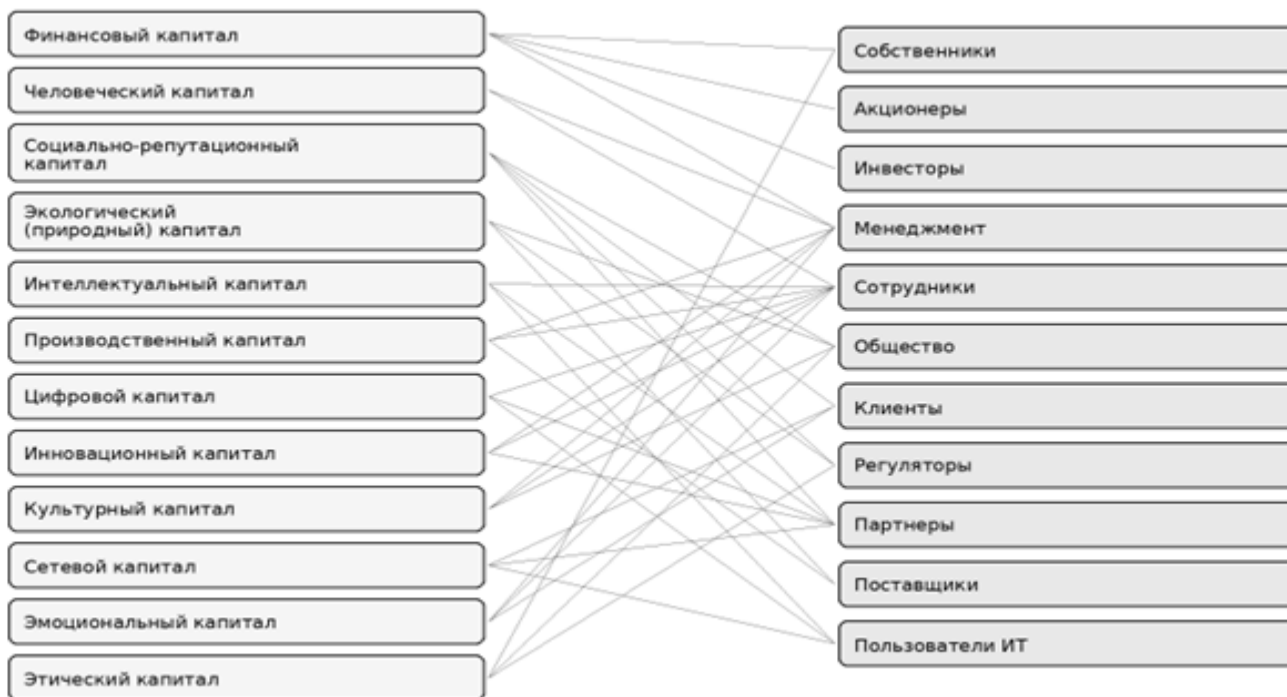 Финансовый капитал
Человеческий капитал
Социально-репутационный
капитал
Экологический
(природный) капитал
Интеллектуальный капитал
Производственный капитал
Цифровой капитал
Инновационный капитал
Культурный капитал
Сетевой капитал
Эмоциональный капитал
Этический капитал
Собственники
Акционеры
Инвесторы
Менеджмент
Сотрудники
Общество
Клиенты
Регуляторы
Партнеры
Поставщики
Пользователи ИТ